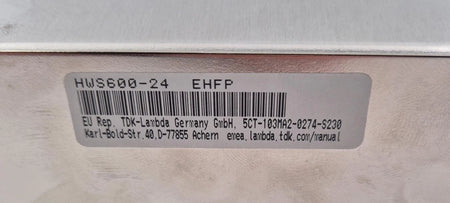 HWS600-24 EHFP
EU Rep. TDK-Lambda Germany GmbH, 5CT-103MA2-0274-S230
Karl-Bold-Str.40,D-77855 Achern emea.lambda.tdk.com/manual